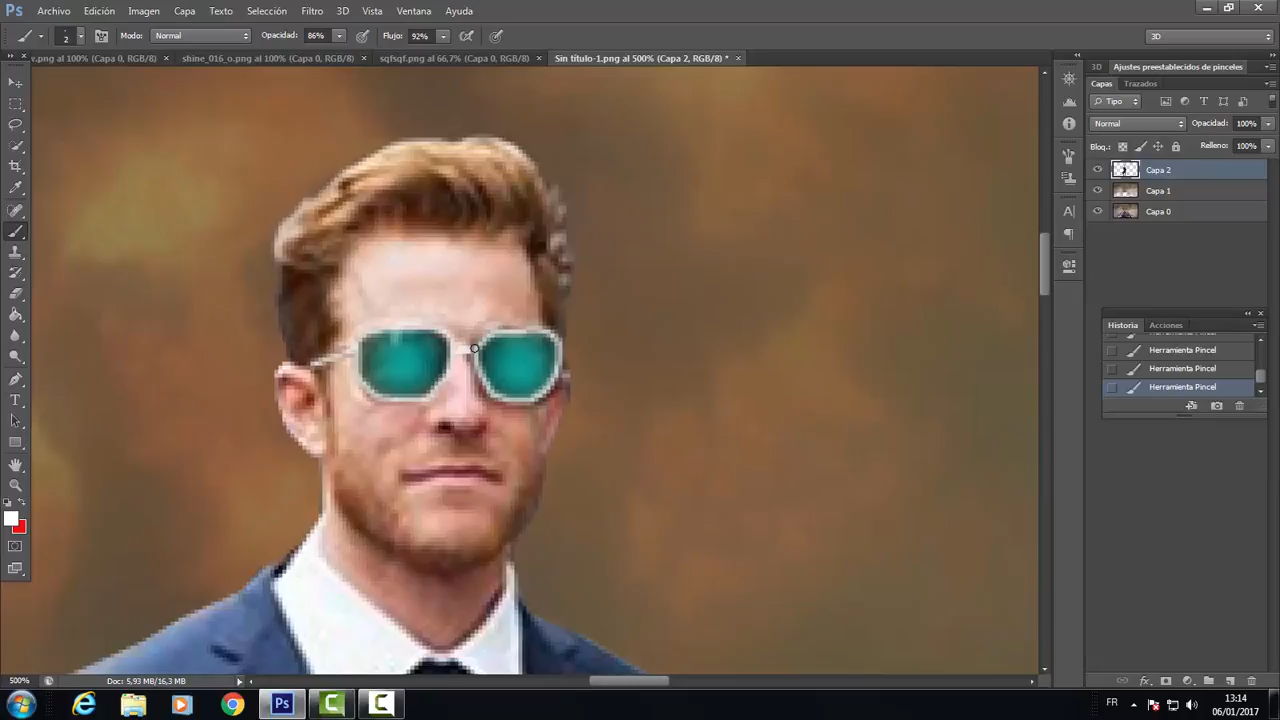 Ps Archivo Edición Imagen Capa Texto Selección Filtro 3D Vista Ventana Ayuda
2 Modo: Normal Opacidad: 86% Flujo: 92% 3D
v.png al 100% (Capa 0, RGB/8) × shine_016_o.png al 100% (Capa 0, RGB/8) × sqfsqf.png al 66.7% (Capa 0, RGB/8) × Sin título-1.png al 500% (Capa 2, RGB/8) * ×
3D Ajustes preestablecidos de pinceles
Capas Trazados
Tipo
Normal Opacidad: 100%
Bloq.: Relleno: 100%
Capa 2
Capa 1
Capa 0
Historia Acciones
Herramienta Pincel
Herramienta Pincel
Herramienta Pincel
500% Doc: 5,93 MB/16,3 MB
Ps FR 13:14
06/01/2017